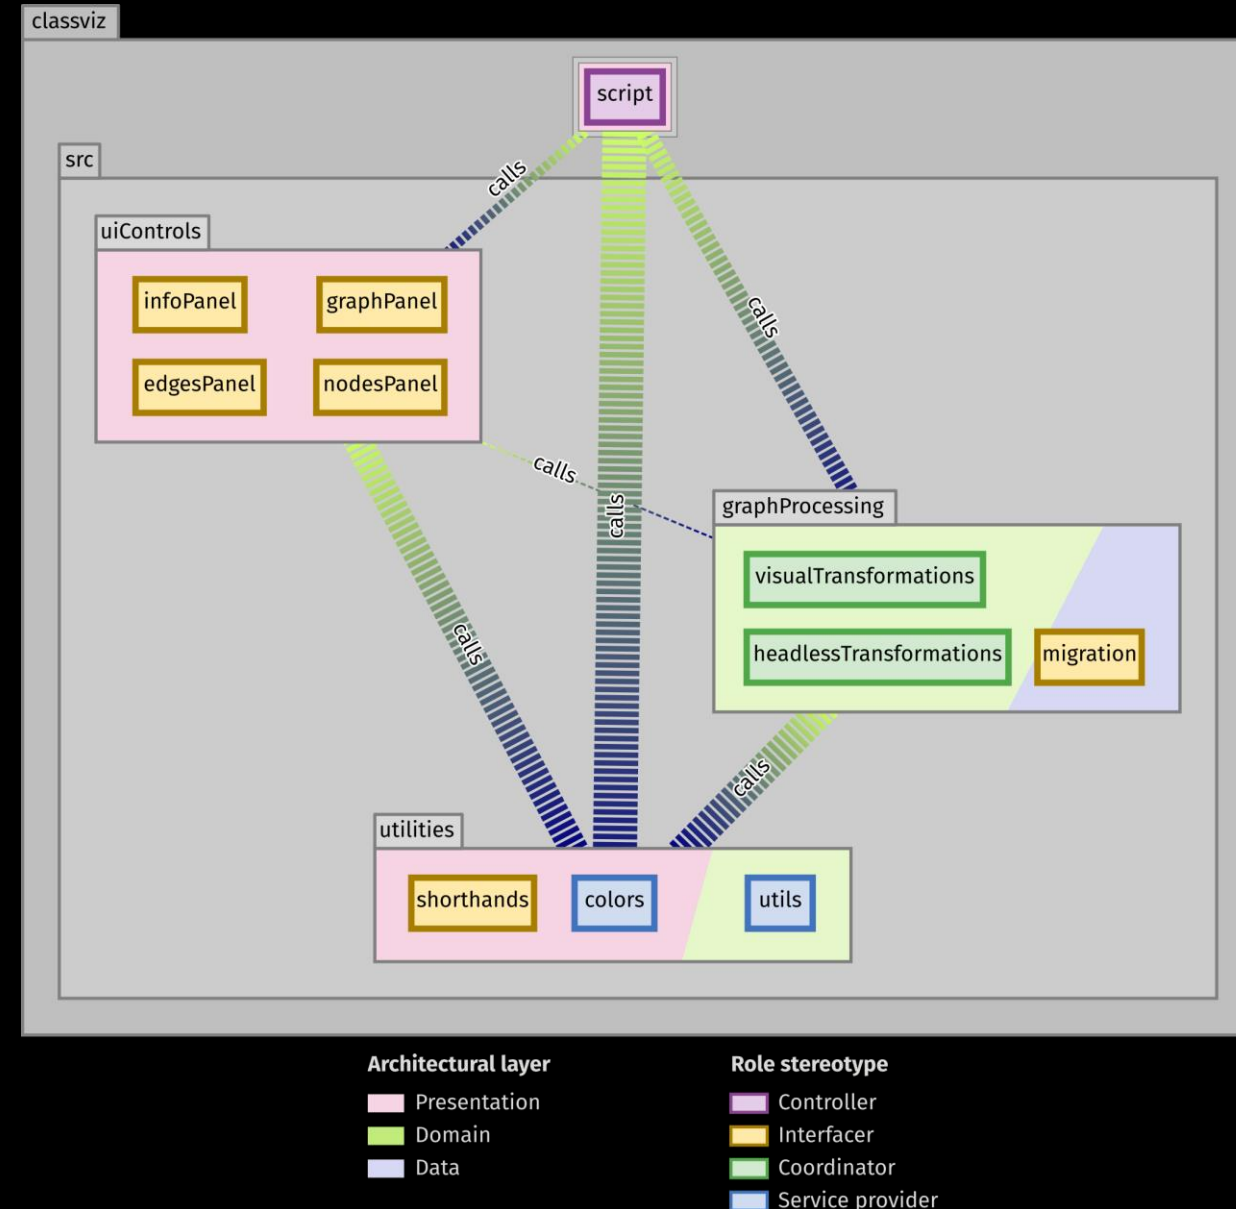 classviz
script
src
calls
uiControls
infoPanel
graphPanel
calls
edgesPanel
nodesPanel
calls
calls
graphProcessing
visualTransformations
calls
headlessTransformations
migration
calls
utilities
shorthands
colors
utils
Architectural layer
Presentation
Domain
Data
Role stereotype
Controller
Interfacer
Coordinator
Service provider